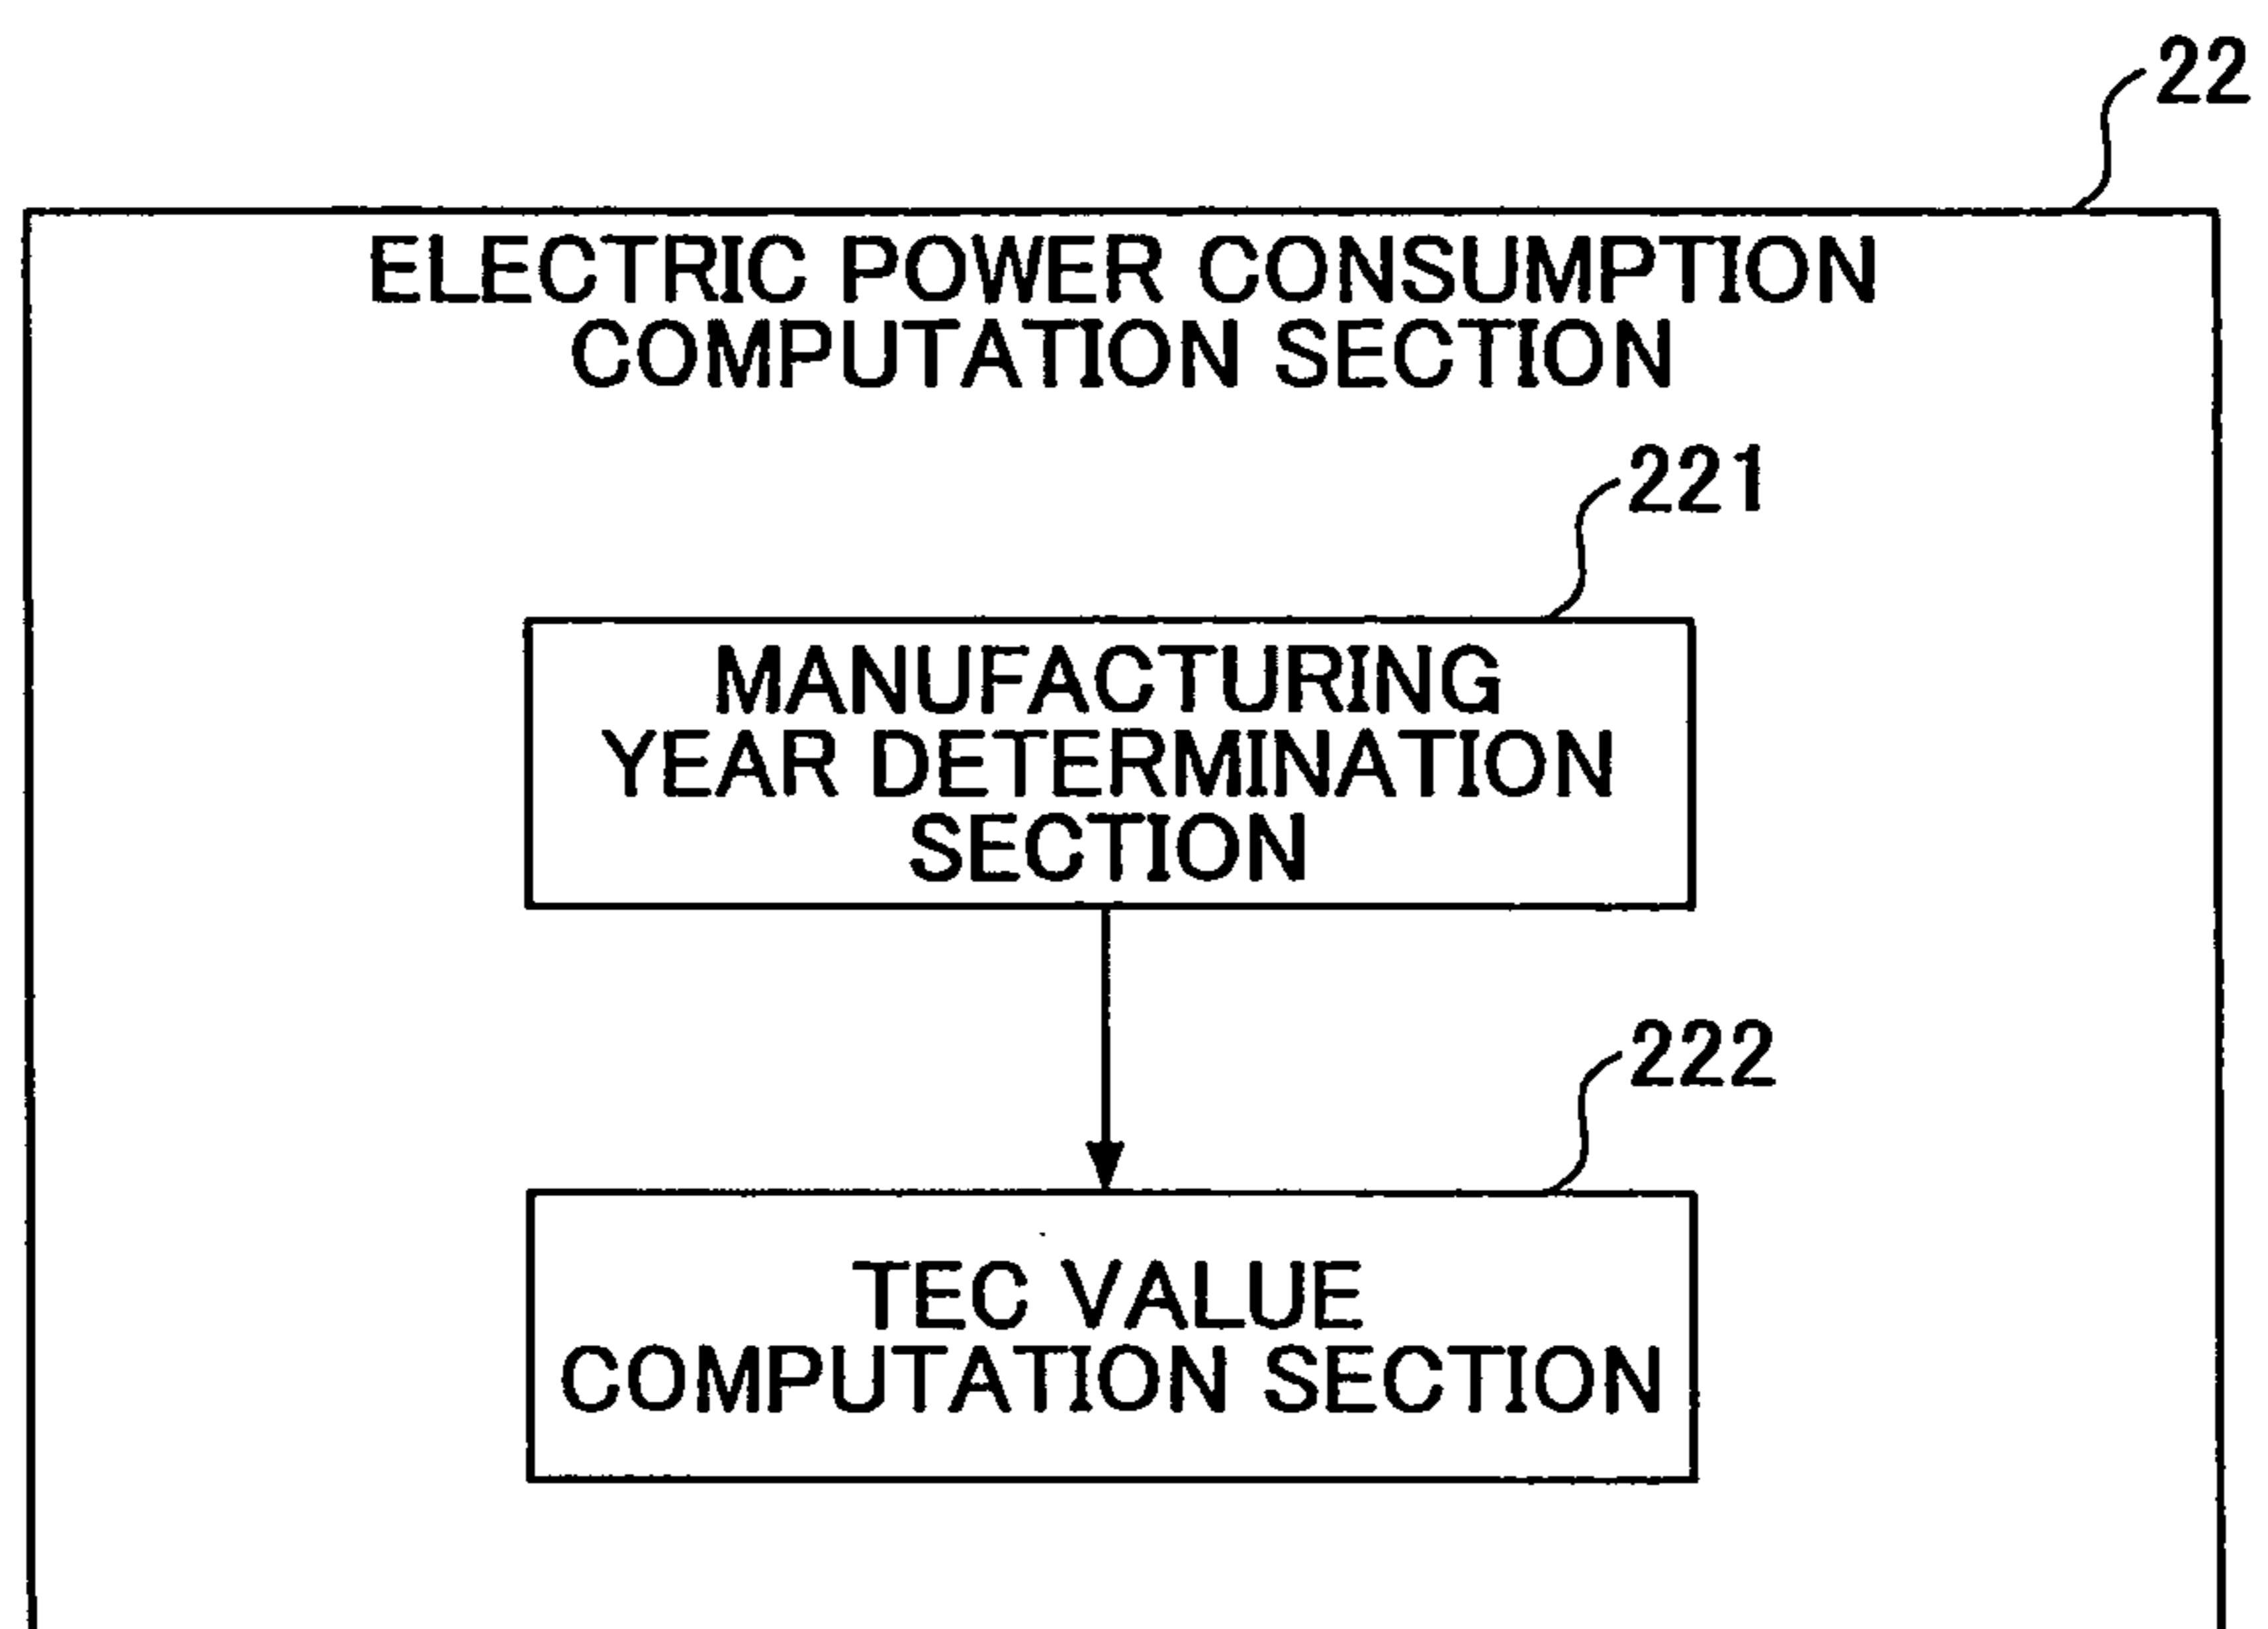 22
ELECTRIC POWER CONSUMPTION
COMPUTATION SECTION
221
MANUFACTURING
YEAR DETERMINATION
SECTION
222
TEC VALUE
COMPUTATION SECTION